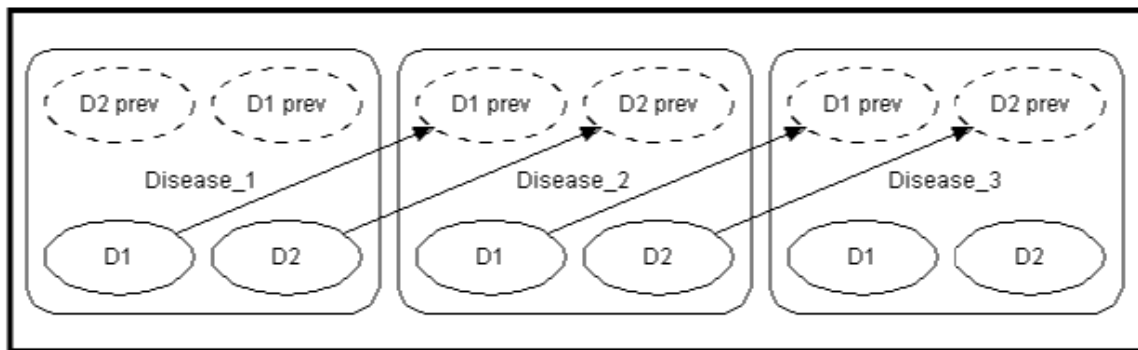 D2 prev D1 prev D1 prev D2 prev D1 prev D2 prev
Disease_1 Disease_2 Disease_3
D1 D2 D1 D2 D1 D2